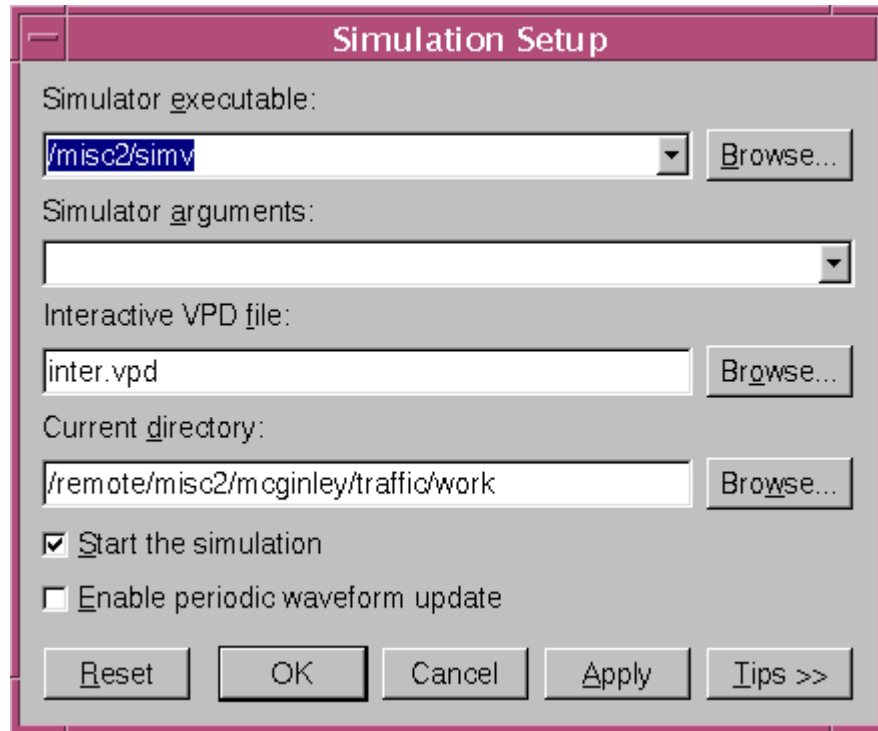 Simulation Setup
Simulator executable:
/misc2/simv Browse...
Simulator arguments:
Interactive VPD file:
inter.vpd Browse...
Current directory:
/remote/misc2/mcginley/traffic/work Browse...
Start the simulation
Enable periodic waveform update
Reset OK Cancel Apply Tips >>